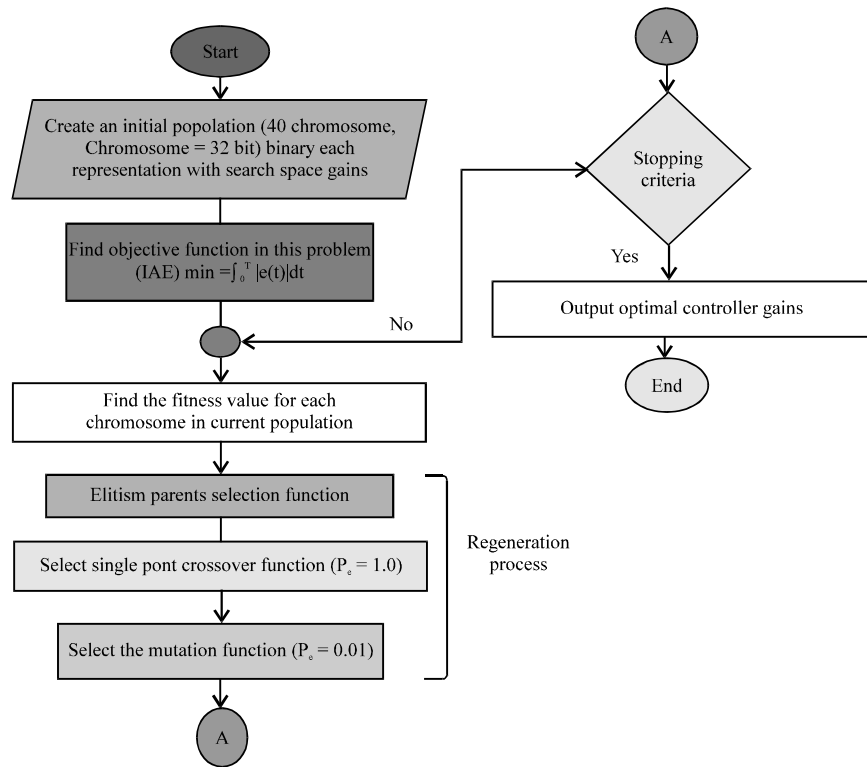 Start
Create an initial popolation (40 chromosome,
Chromosome = 32 bit) binary each
representation with search space gains
Find objective function in this problem
(IAE) min =∫₀ᵀ |e(t)|dt
No
Find the fitness value for each
chromosome in current population
Elitism parents selection function
Select single pont crossover function (Pₑ = 1.0)
Select the mutation function (Pₑ = 0.01)
Regeneration
process
A
A
Stopping
criteria
Yes
Output optimal controller gains
End